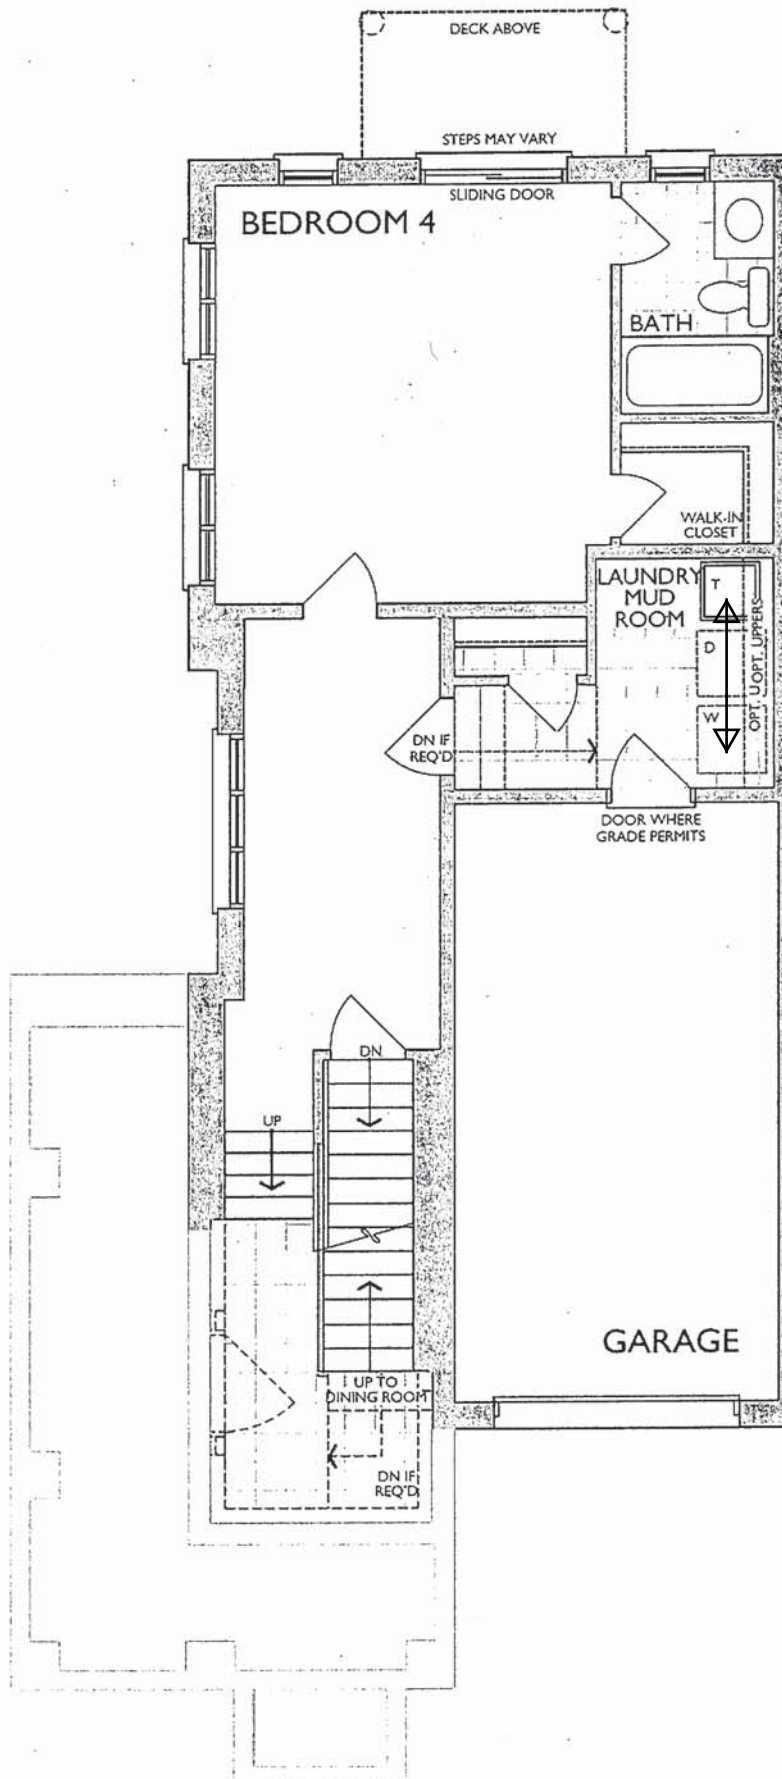 DECK ABOVE
STEPS MAY VARY
SLIDING DOOR
BEDROOM 4
BATH
WALK-IN
CLOSET
LAUNDRY
MUD
ROOM
T
D
W
OPT. UOPT. UPPERS
DN IF
REQ'D
DOOR WHERE
GRADE PERMITS
DN
UP
GARAGE
UP TO
DINING ROOM
DN IF
REQ'D